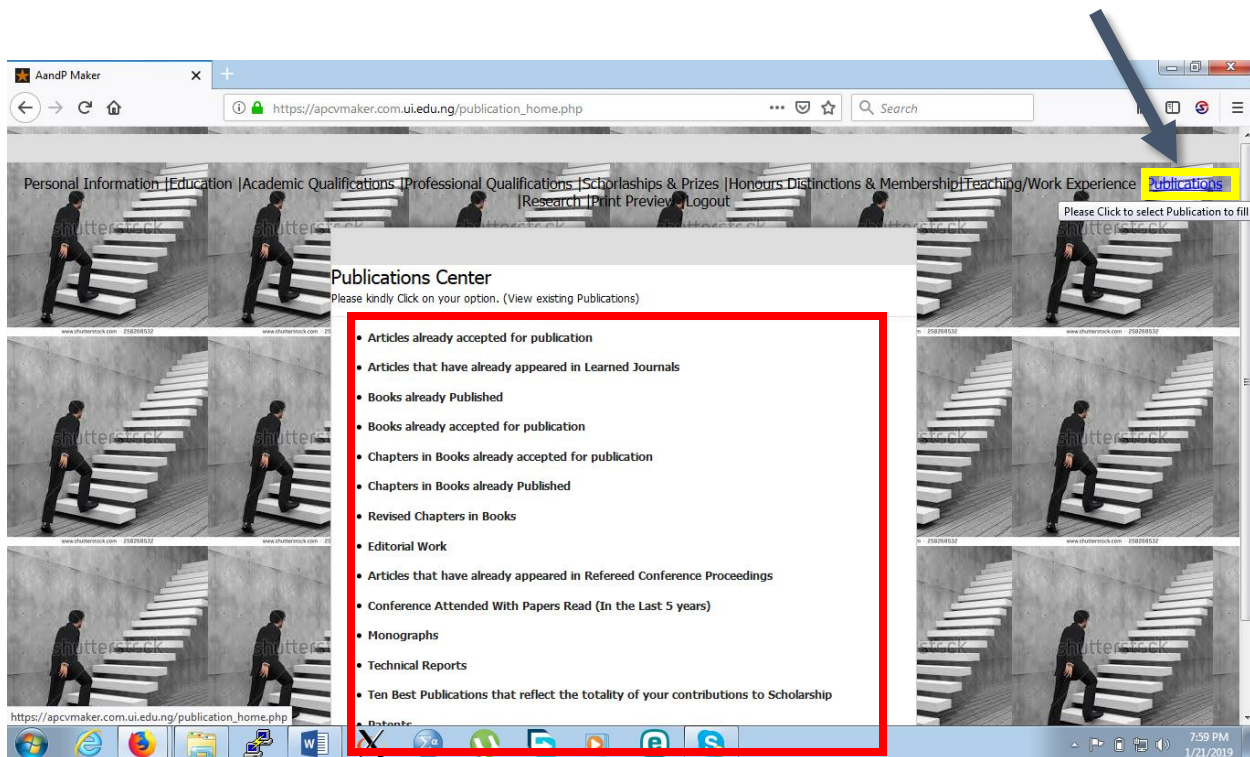 AandP Maker
https://apcvmaker.com.ui.edu.ng/publication_home.php
Search
Personal Information |Education |Academic Qualifications |Professional Qualifications |Schorlaships & Prizes |Honours Distinctions & Membership|Teaching/Work Experience Publications
|Research |Print Preview |Logout
Please Click to select Publication to fill
Publications Center
Please kindly Click on your option. (View existing Publications)
• Articles already accepted for publication
• Articles that have already appeared in Learned Journals
• Books already Published
• Books already accepted for publication
• Chapters in Books already accepted for publication
• Chapters in Books already Published
• Revised Chapters in Books
• Editorial Work
• Articles that have already appeared in Refereed Conference Proceedings
• Conference Attended With Papers Read (In the Last 5 years)
• Monographs
• Technical Reports
• Ten Best Publications that reflect the totality of your contributions to Scholarship
• Patents
https://apcvmaker.com.ui.edu.ng/publication_home.php
7:59 PM
1/21/2019